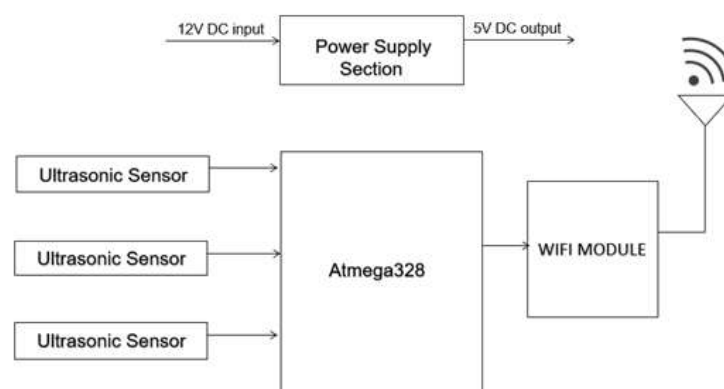 12V DC input
Power Supply
Section
5V DC output
Ultrasonic Sensor
Ultrasonic Sensor
Ultrasonic Sensor
Atmega328
WIFI MODULE